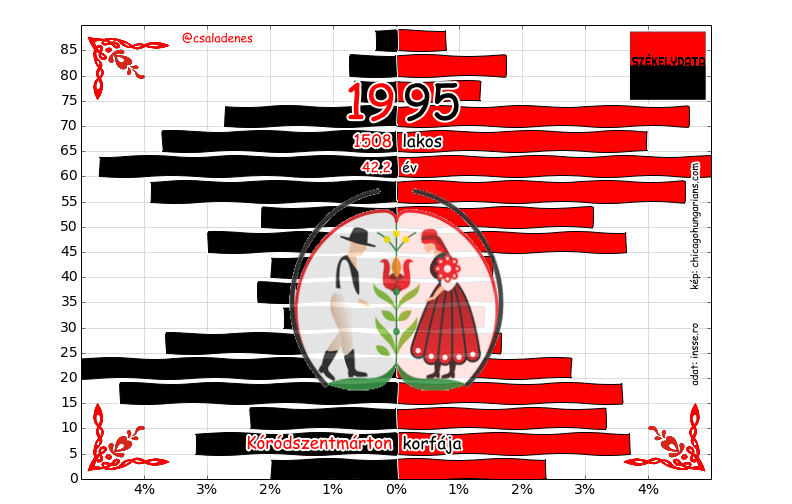 @csaladenes
SZÉKELYDATA
1995
1508 lakos
42.2 év
kép: chicagohungarians.com
adat: insse.ro
Kóródszentmárton korfája
85
80
75
70
65
60
55
50
45
40
35
30
25
20
15
10
5
0
4% 3% 2% 1% 0% 1% 2% 3% 4%